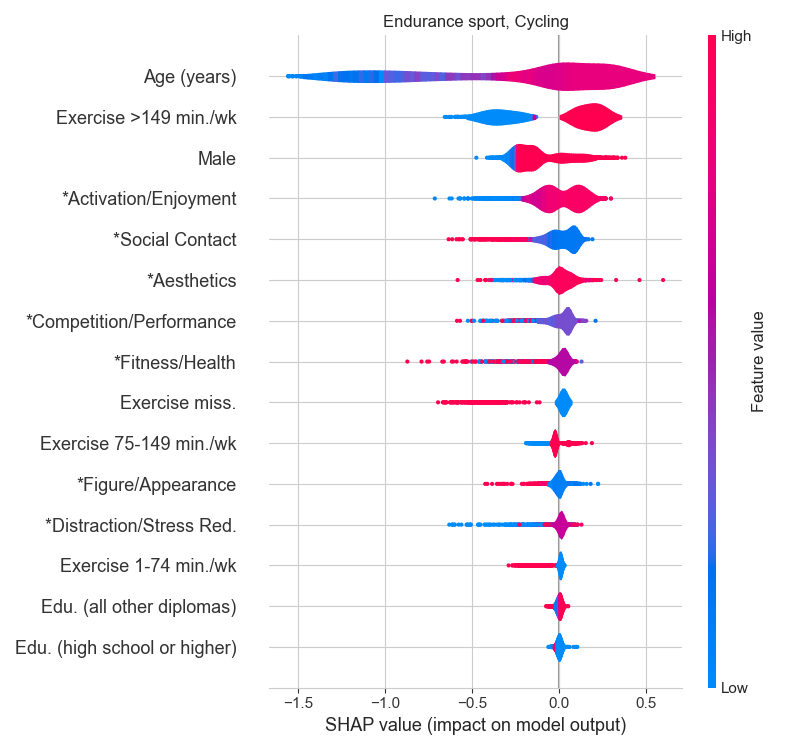 Endurance sport, Cycling
High
Age (years)
Exercise >149 min./wk
Male
*Activation/Enjoyment
*Social Contact
*Aesthetics
*Competition/Performance
*Fitness/Health
Exercise miss.
Exercise 75-149 min./wk
*Figure/Appearance
*Distraction/Stress Red.
Exercise 1-74 min./wk
Edu. (all other diplomas)
Edu. (high school or higher)
Feature value
Low
−1.5 −1.0 −0.5 0.0 0.5
SHAP value (impact on model output)